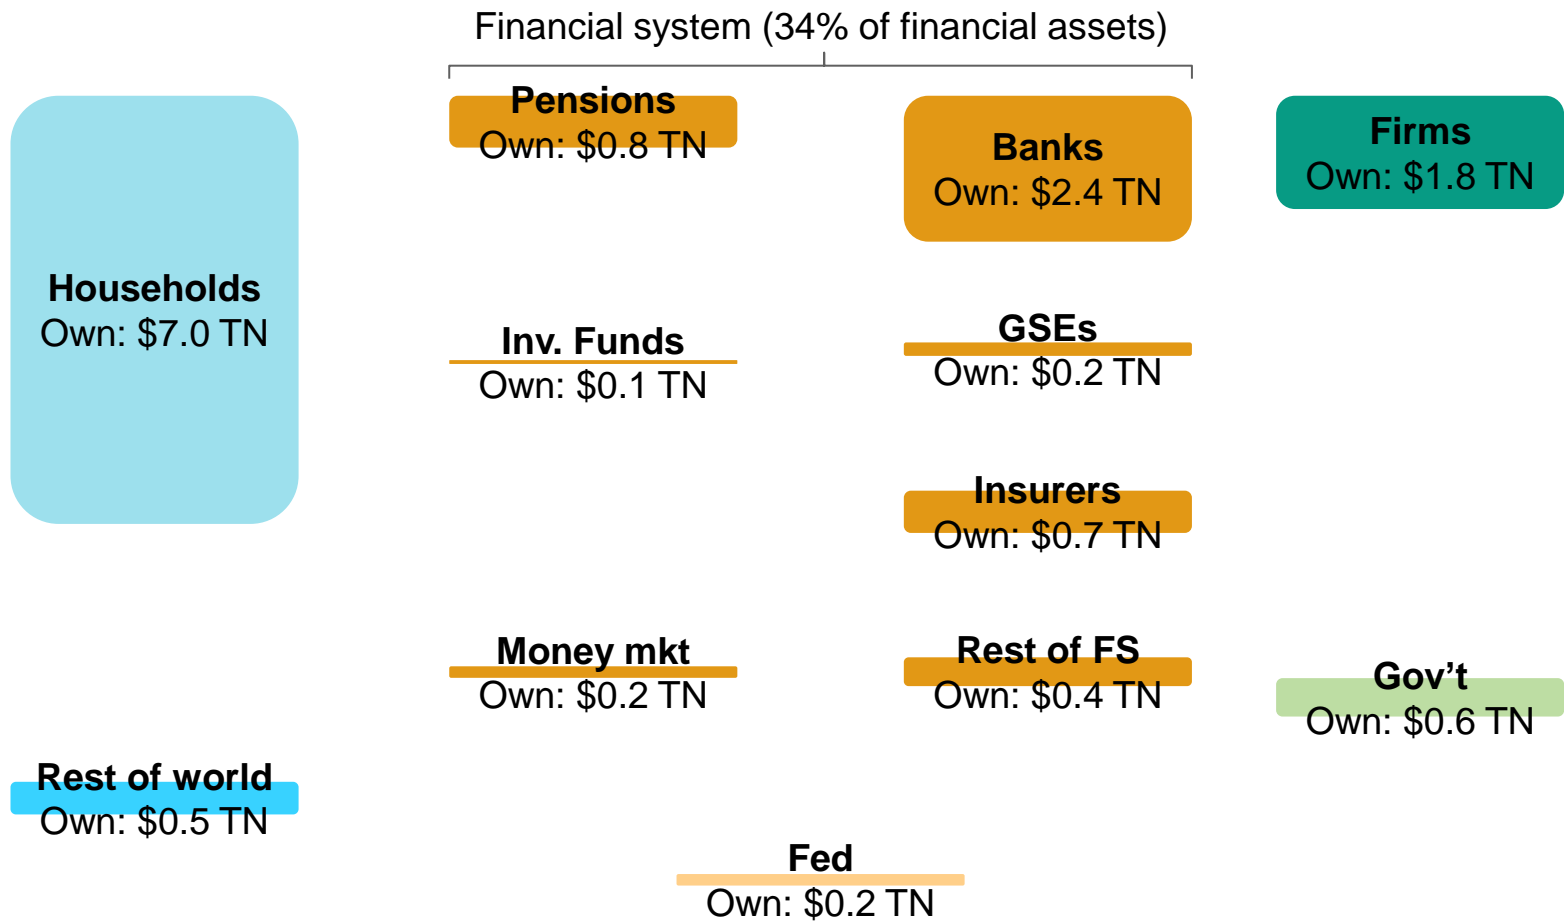 Financial system (34% of financial assets)
Pensions
Own: $0.8 TN
Banks
Own: $2.4 TN
Firms
Own: $1.8 TN
Households
Own: $7.0 TN
Inv. Funds
Own: $0.1 TN
GSEs
Own: $0.2 TN
Insurers
Own: $0.7 TN
Money mkt
Own: $0.2 TN
Rest of FS
Own: $0.4 TN
Gov’t
Own: $0.6 TN
Rest of world
Own: $0.5 TN
Fed
Own: $0.2 TN